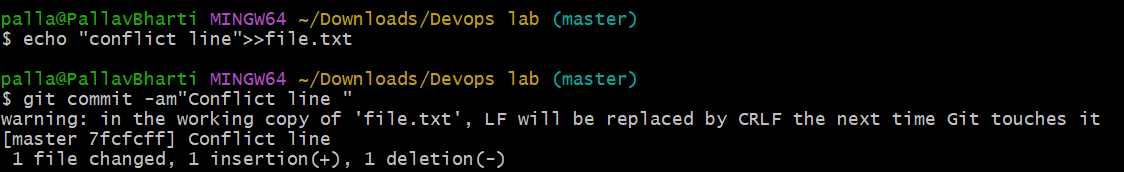 palla@PallavBharti MINGW64 ~/Downloads/Devops lab (master)
$ echo "conflict line">>file.txt
palla@PallavBharti MINGW64 ~/Downloads/Devops lab (master)
$ git commit -am"Conflict line "
warning: in the working copy of 'file.txt', LF will be replaced by CRLF the next time Git touches it
[master 7fcfcff] Conflict line
 1 file changed, 1 insertion(+), 1 deletion(-)